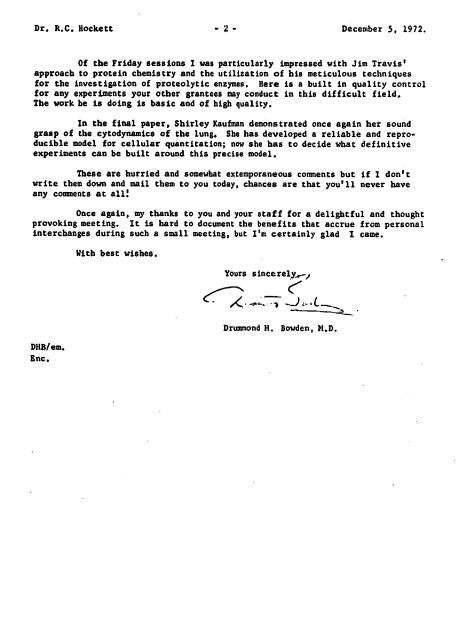 Dr. R.C. Hockett - 2 - December 5, 1972.
Of the Friday sessions I was particularly impressed with Jim Travis'
approach to protein chemistry and the utilization of his meticulous techniques
for the investigation of proteolytic enzymes. Here is a built in quality control
for any experiments your other grantees may conduct in this difficult field.
The work he is doing is basic and of high quality.
In the final paper, Shirley Kaufman demonstrated once again her sound
grasp of the cytodynamics of the lung. She has developed a reliable and repro-
ducible model for cellular quantitation; now she has to decide what definitive
experiments can be built around this precise model.
These are hurried and somewhat extemporaneous comments but if I don't
write them down and mail them to you today, chances are that you'll never have
any comments at all!
Once again, my thanks to you and your staff for a delightful and thought
provoking meeting. It is hard to document the benefits that accrue from personal
interchanges during such a small meeting, but I'm certainly glad I came.
With best wishes.
Yours sincerely,
Drummond H. Bowden, M.D.
DHB/em.
Enc.